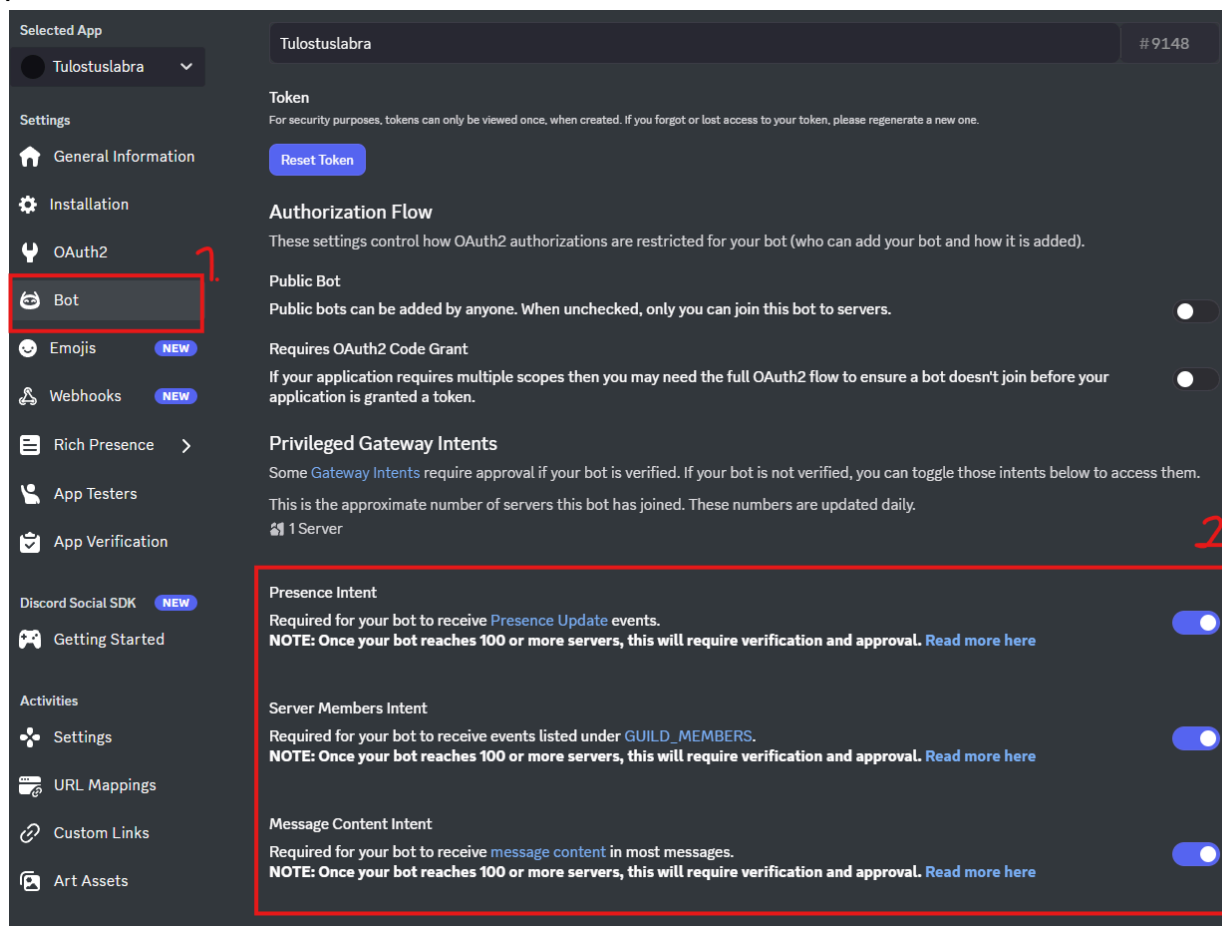 Selected App
Tulostuslabra
Settings
General Information
Installation
OAuth2
1.
Bot
Emojis NEW
Webhooks NEW
Rich Presence
App Testers
App Verification
Discord Social SDK NEW
Getting Started
Activities
Settings
URL Mappings
Custom Links
Art Assets
Tulostuslabra #9148
Token
For security purposes, tokens can only be viewed once, when created. If you forgot or lost access to your token, please regenerate a new one.
Reset Token
Authorization Flow
These settings control how OAuth2 authorizations are restricted for your bot (who can add your bot and how it is added).
Public Bot
Public bots can be added by anyone. When unchecked, only you can join this bot to servers.
Requires OAuth2 Code Grant
If your application requires multiple scopes then you may need the full OAuth2 flow to ensure a bot doesn't join before your
application is granted a token.
Privileged Gateway Intents
Some Gateway Intents require approval if your bot is verified. If your bot is not verified, you can toggle those intents below to access them.
This is the approximate number of servers this bot has joined. These numbers are updated daily.
1 Server
2
Presence Intent
Required for your bot to receive Presence Update events.
NOTE: Once your bot reaches 100 or more servers, this will require verification and approval. Read more here
Server Members Intent
Required for your bot to receive events listed under GUILD_MEMBERS.
NOTE: Once your bot reaches 100 or more servers, this will require verification and approval. Read more here
Message Content Intent
Required for your bot to receive message content in most messages.
NOTE: Once your bot reaches 100 or more servers, this will require verification and approval. Read more here